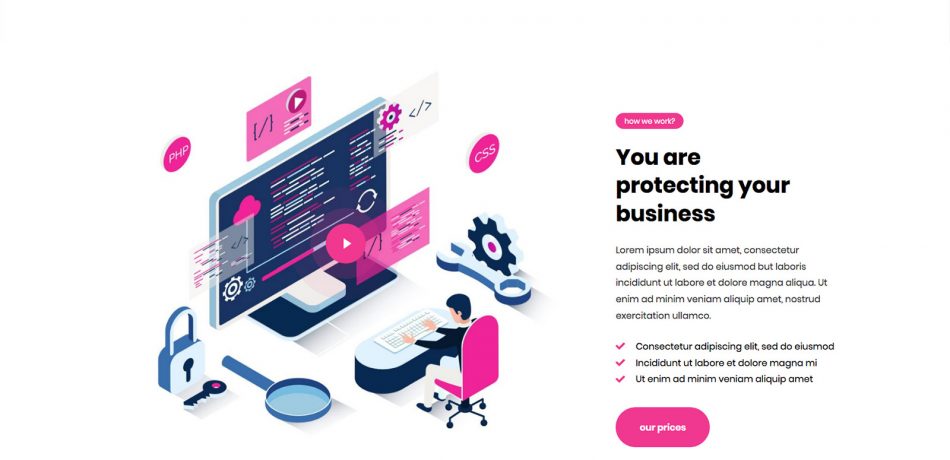 PHP
{/}
</>
CSS
</>
</>
how we work?
You are
protecting your
business
Lorem ipsum dolor sit amet, consectetur
adipiscing elit, sed do eiusmod but laboris
incididunt ut labore et dolore magna aliqua. Ut
enim ad minim veniam aliquip amet, nostrud
exercitation ullamco.
Consectetur adipiscing elit, sed do eiusmod
Incididunt ut labore et dolore magna mi
Ut enim ad minim veniam aliquip amet
our prices